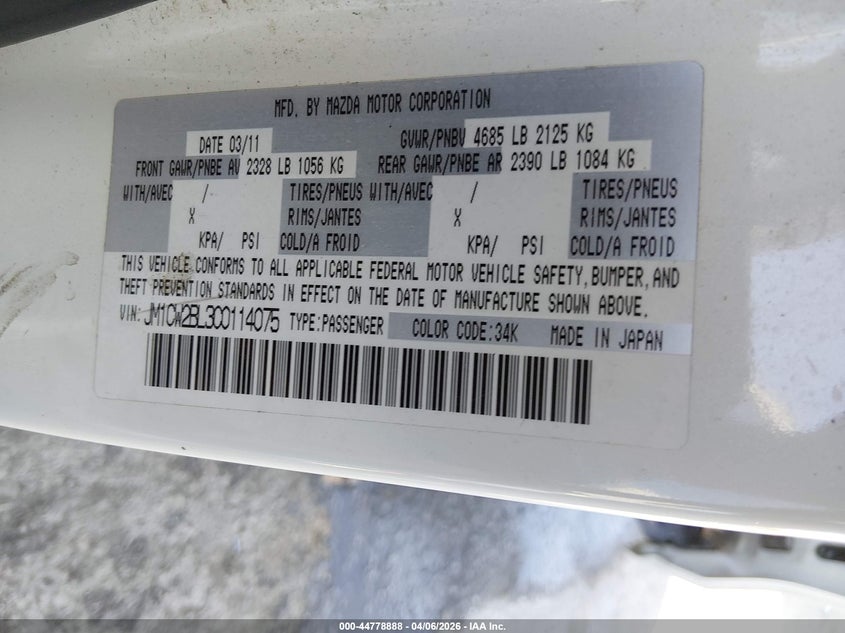 MFD. BY MAZDA MOTOR CORPORATION
DATE 03/11 GVWR/PNBV 4685 LB 2125 KG
FRONT GAWR/PNBE AV 2328 LB 1056 KG REAR GAWR/PNBE AR 2390 LB 1084 KG
WITH/AVEC / TIRES/PNEUS WITH/AVEC / TIRES/PNEUS
X RIMS/JANTES X RIMS/JANTES
KPA/ PSI COLD/A FROID KPA/ PSI COLD/A FROID
THIS VEHICLE CONFORMS TO ALL APPLICABLE FEDERAL MOTOR VEHICLE SAFETY, BUMPER, AND
THEFT PREVENTION STANDARDS IN EFFECT ON THE DATE OF MANUFACTURE SHOWN ABOVE.
VIN: JM1CW2BL3C0114075 TYPE:PASSENGER COLOR CODE:34K MADE IN JAPAN
000-44778888 - 04/06/2026 - IAA Inc.